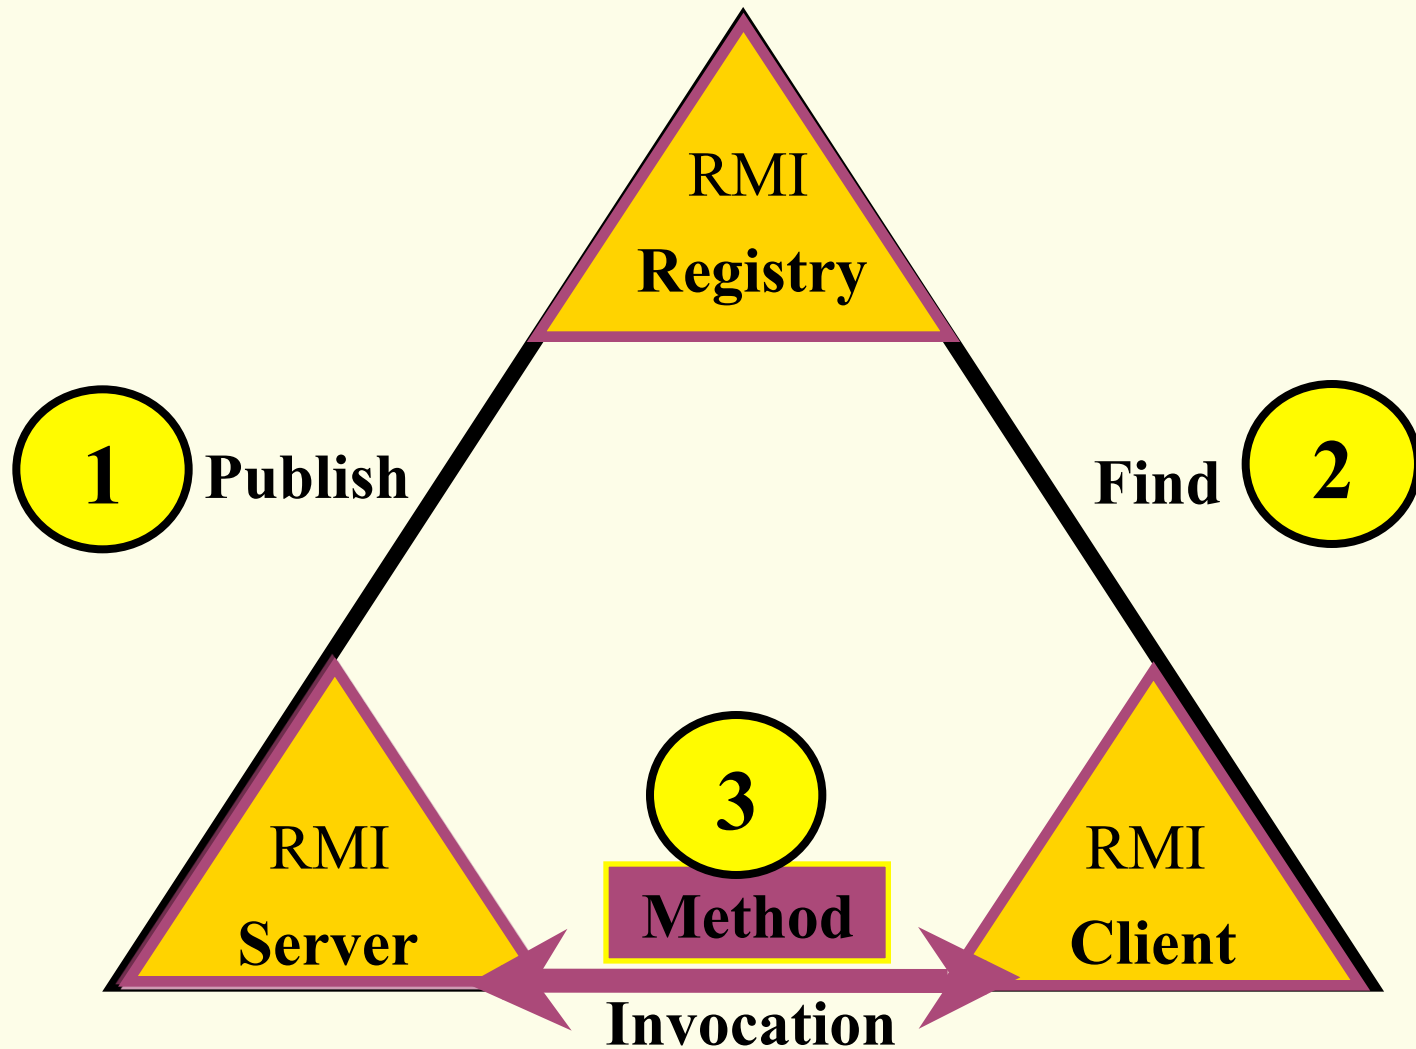 RMI
Registry
1
Publish
Find
2
RMI
Server
3
Method
Invocation
RMI
Client